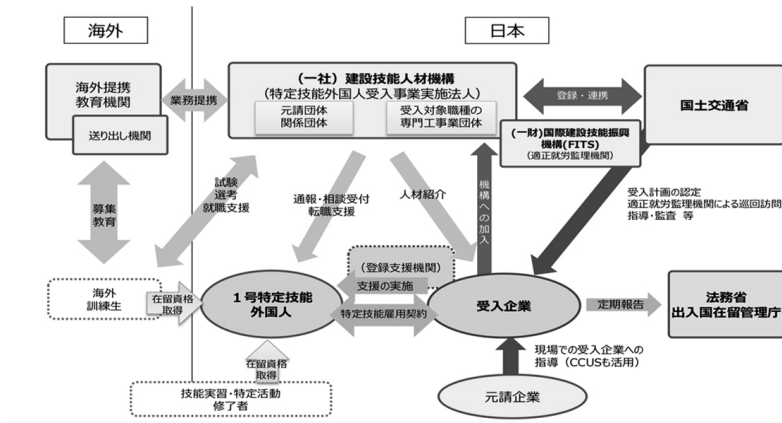 海外
日本
海外提携
教育機関
送り出し機関
業務提携
（一社）建設技能人材機構
（特定技能外国人受入事業実施法人）
元請団体
関係団体
受入対象職種の
専門工事業団体
登録・連携
国土交通省
(一財)国際建設技能振興
機構(FITS)
（適正就労監理機関）
募集
教育
試験
選考
就職支援
通報・相談受付
転職支援
人材紹介
機構への加入
受入計画の認定
適正就労監理機関による巡回訪問
指導・監査 等
海外
訓練生
在留資格
取得
１号特定技能
外国人
（登録支援機関）
支援の実施
特定技能雇用契約
受入企業
定期報告
法務省
出入国在留管理庁
在留資格
取得
技能実習・特定活動
修了者
現場での受入企業への
指導（CCUSも活用）
元請企業